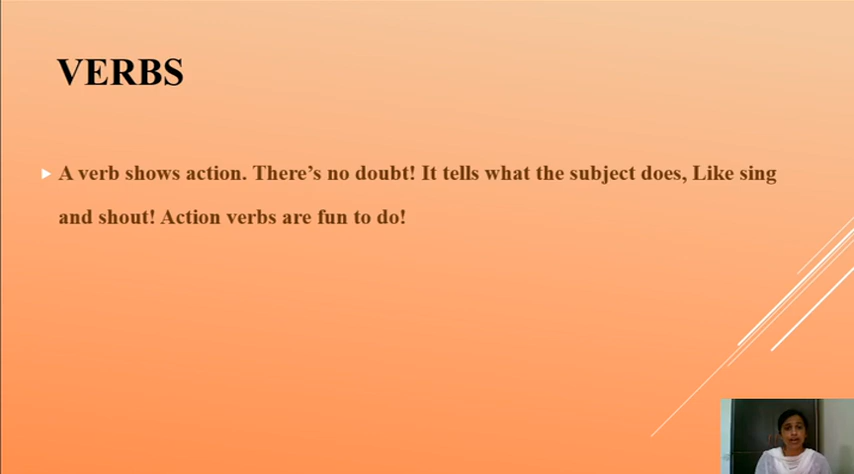 VERBS
A verb shows action. There’s no doubt! It tells what the subject does, Like sing
and shout! Action verbs are fun to do!